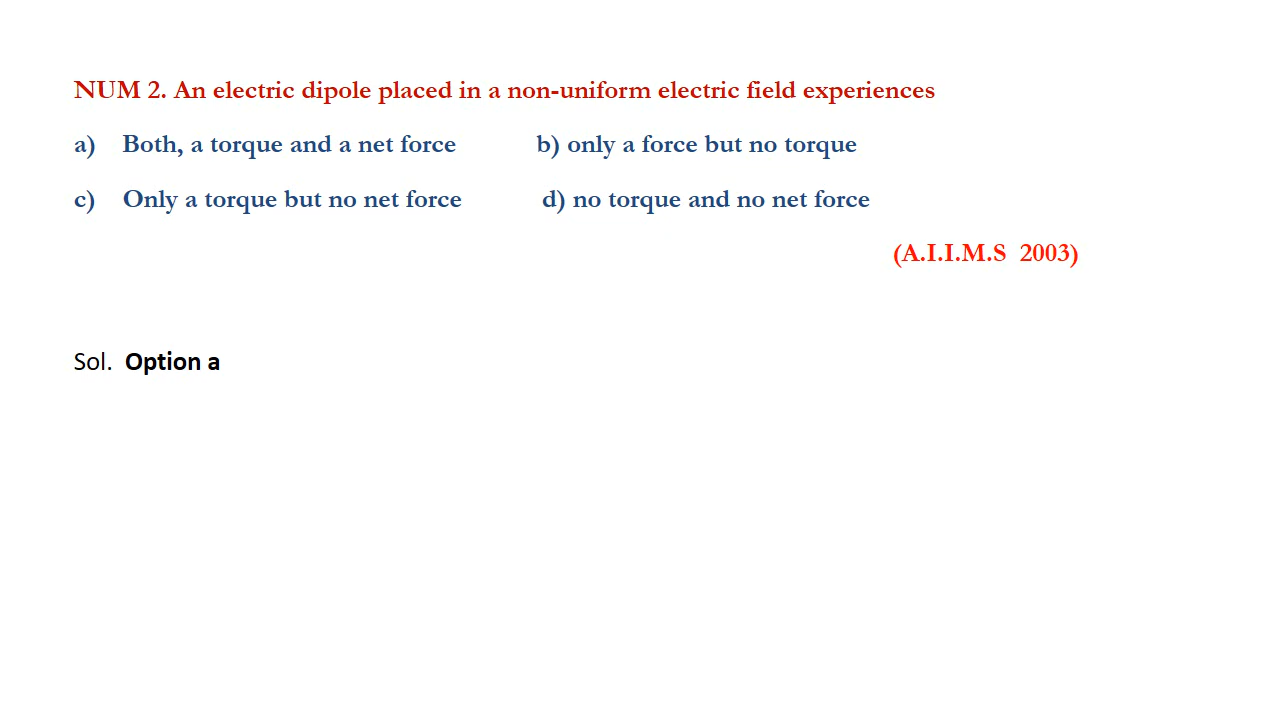 NUM 2. An electric dipole placed in a non-uniform electric field experiences
a) Both, a torque and a net force b) only a force but no torque
c) Only a torque but no net force d) no torque and no net force
(A.I.I.M.S 2003)
Sol. Option a